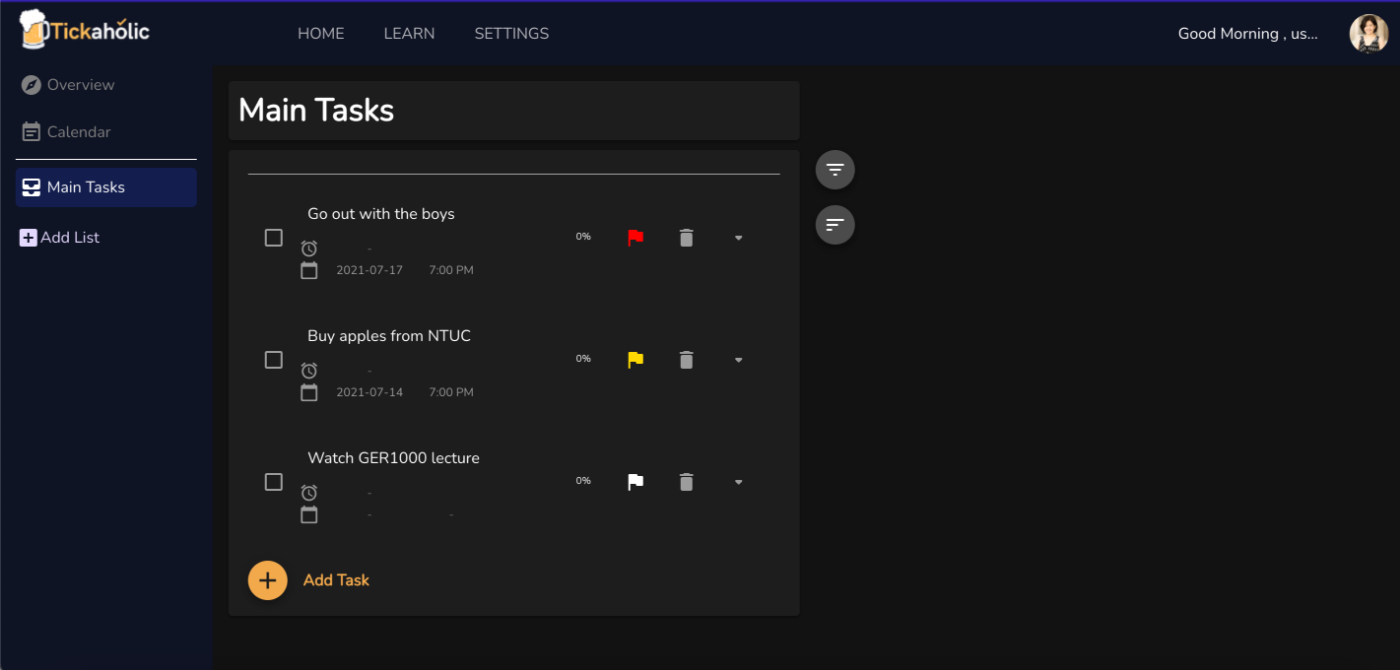 Tickaholic
HOME LEARN SETTINGS
Good Morning , us...
Overview
Calendar
Main Tasks
Add List
Main Tasks
Go out with the boys
0%
-
2021-07-17 7:00 PM
Buy apples from NTUC
0%
-
2021-07-14 7:00 PM
Watch GER1000 lecture
0%
-
- -
Add Task